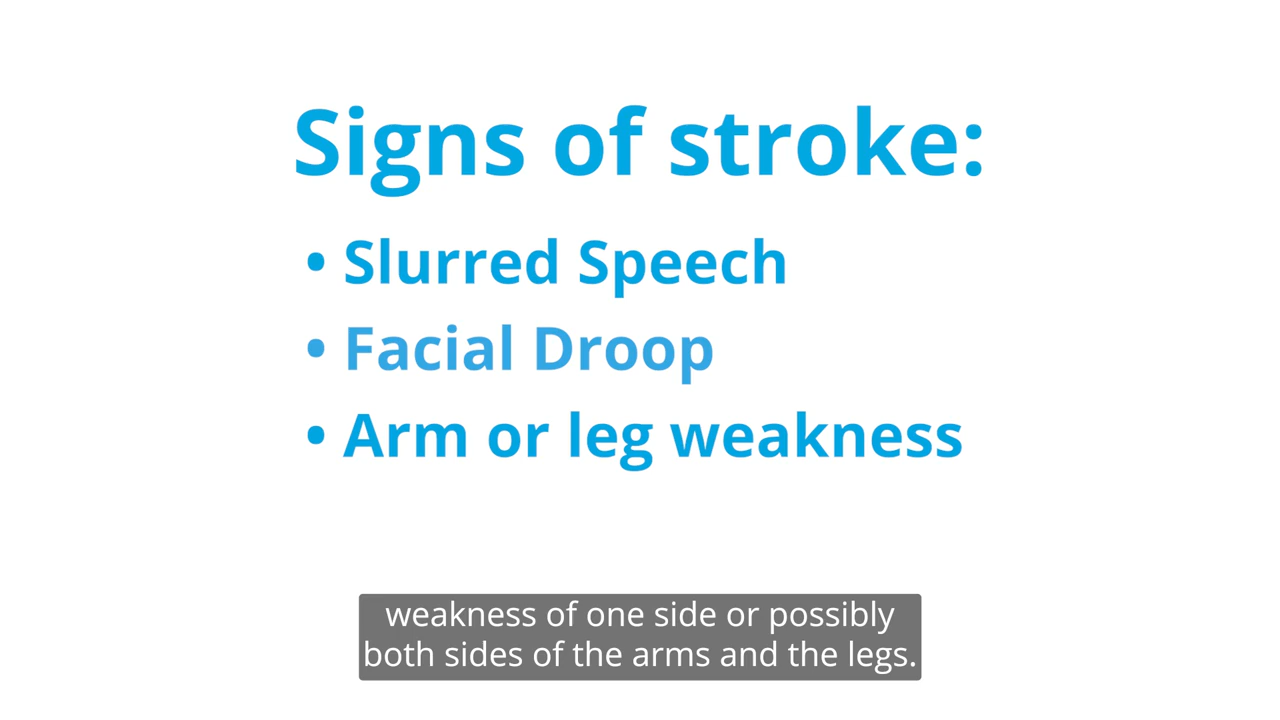 Signs of stroke:
• Slurred Speech
• Facial Droop
• Arm or leg weakness
weakness of one side or possibly
both sides of the arms and the legs.